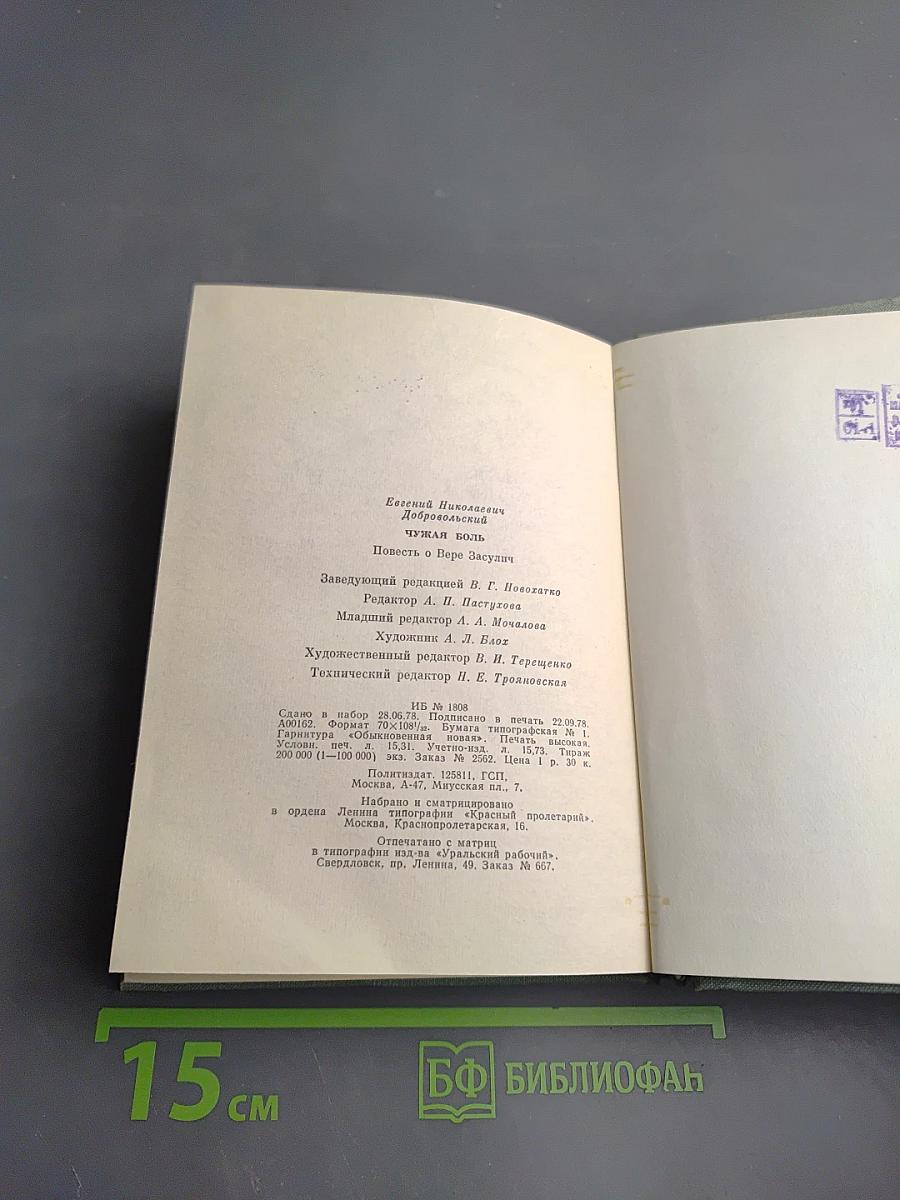 Евгений Николаевич
Добровольский
ЧУЖАЯ БОЛЬ
Повесть о Вере Засулич
Заведующий редакцией В. Г. Новохатко
Редактор А. П. Пастухова
Младший редактор А. А. Мочалова
Художник А. Л. Блох
Художественный редактор В. И. Терещенко
Технический редактор Н. Е. Трояновская
ИБ № 1808
Сдано в набор 28.06.78. Подписано в печать 22.09.78.
А00162. Формат 70×108¹/₃₂. Бумага типографская № 1.
Гарнитура «Обыкновенная новая». Печать высокая.
Условн. печ. л. 15,31. Учетно-изд. л. 15,73. Тираж
200 000 (1—100 000) экз. Заказ № 2562. Цена 1 р. 30 к.
Политиздат. 125811, ГСП,
Москва, А-47, Миусская пл., 7.
Набрано и сматрицировано
в ордена Ленина типографии «Красный пролетарий».
Москва, Краснопролетарская, 16.
Отпечатано с матриц
в типографии изд-ва «Уральский рабочий».
Свердловск, пр. Ленина, 49. Заказ № 667.
15 см
БФ БИБЛИОФАН